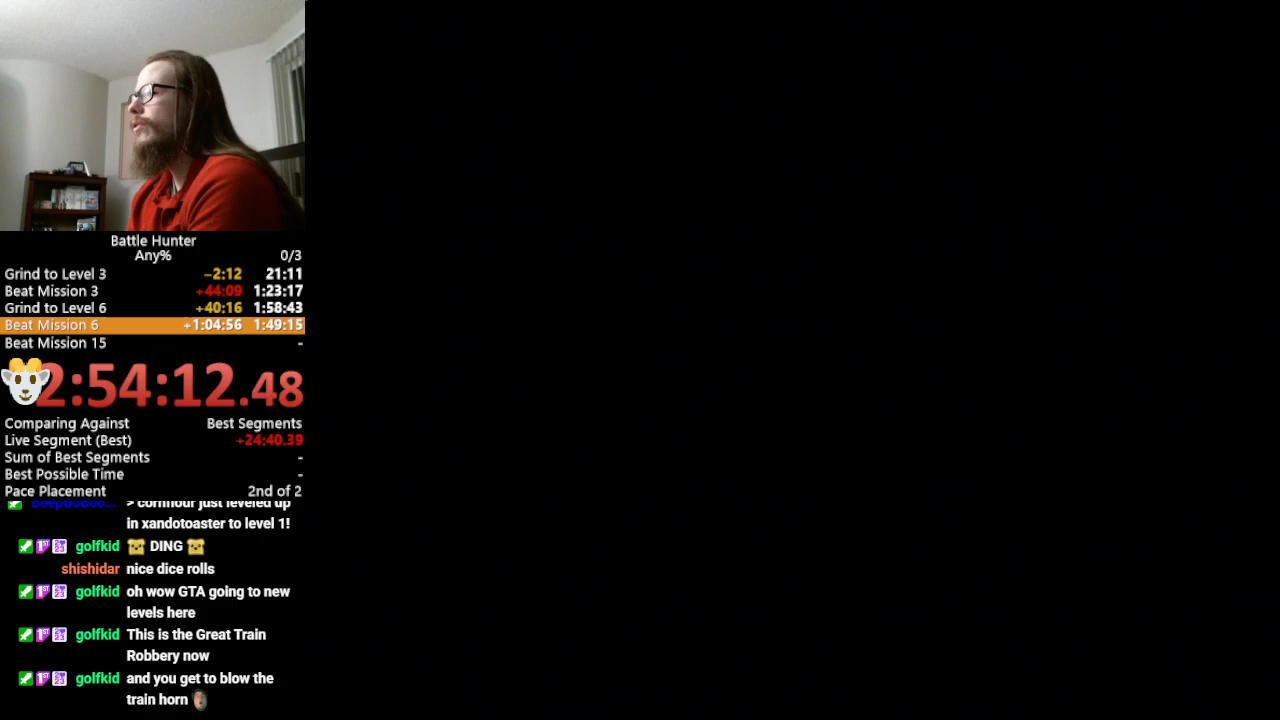 Battle Hunter
Any% 0/3
Grind to Level 3 −2:12 21:11
Beat Mission 3 +44:09 1:23:17
Grind to Level 6 +40:16 1:58:43
Beat Mission 6 +1:04:56 1:49:15
Beat Mission 15 -
2:54:12.48
Comparing Against Best Segments
Live Segment (Best) +24:40.39
Sum of Best Segments -
Best Possible Time -
Pace Placement 2nd of 2
> cornflour just leveled up
in xandotoaster to level 1!
golfkid DING
shishidar nice dice rolls
golfkid oh wow GTA going to new
levels here
golfkid This is the Great Train
Robbery now
golfkid and you get to blow the
train horn